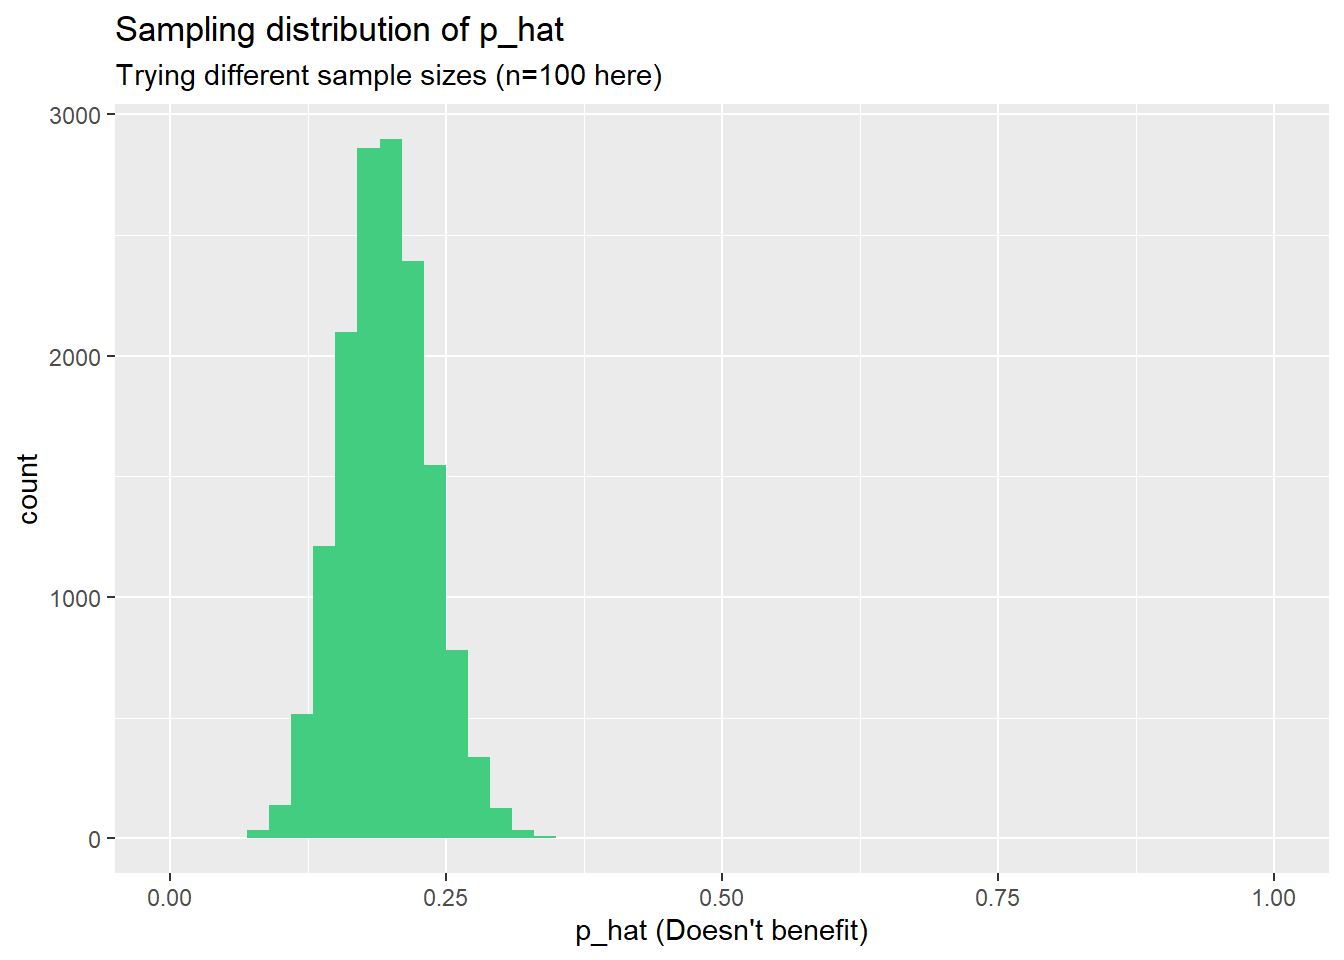 Sampling distribution of p_hat
Trying different sample sizes (n=100 here)
3000
2000
1000
0
count
0.00 0.25 0.50 0.75 1.00
p_hat (Doesn't benefit)